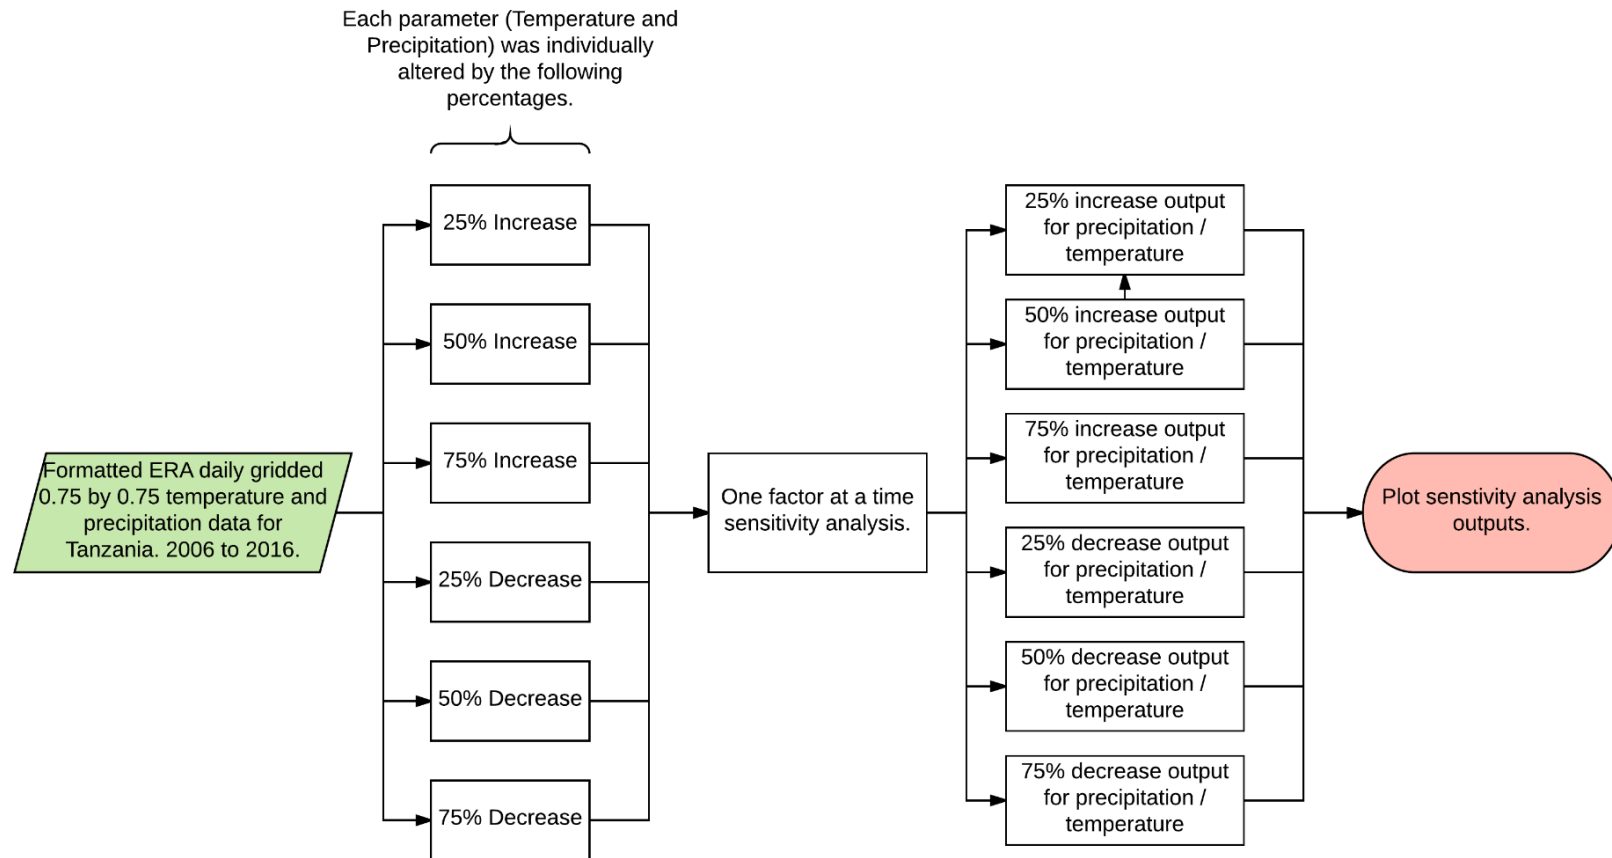 Each parameter (Temperature and
Precipitation) was individually
altered by the following
percentages.
Formatted ERA daily gridded
0.75 by 0.75 temperature and
precipitation data for
Tanzania. 2006 to 2016.
25% Increase
50% Increase
75% Increase
25% Decrease
50% Decrease
75% Decrease
One factor at a time
sensitivity analysis.
25% increase output
for precipitation /
temperature
50% increase output
for precipitation /
temperature
75% increase output
for precipitation /
temperature
25% decrease output
for precipitation /
temperature
50% decrease output
for precipitation /
temperature
75% decrease output
for precipitation /
temperature
Plot senstivity analysis
outputs.